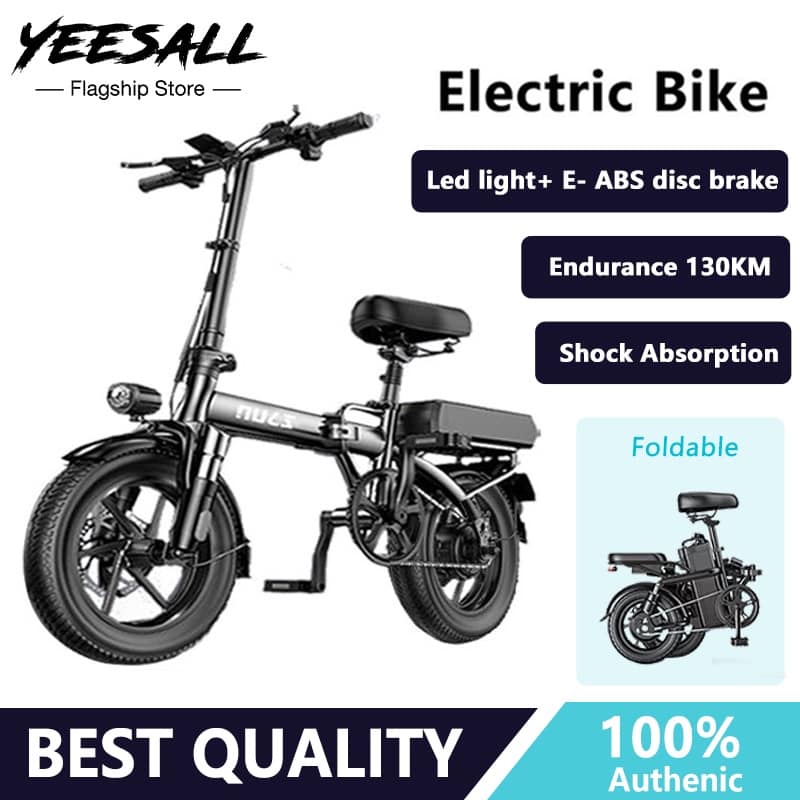 YEESALL
Flagship Store
Electric Bike
Led light+ E- ABS disc brake
Endurance 130KM
Shock Absorption
Foldable
BEST QUALITY
100%
Authenic